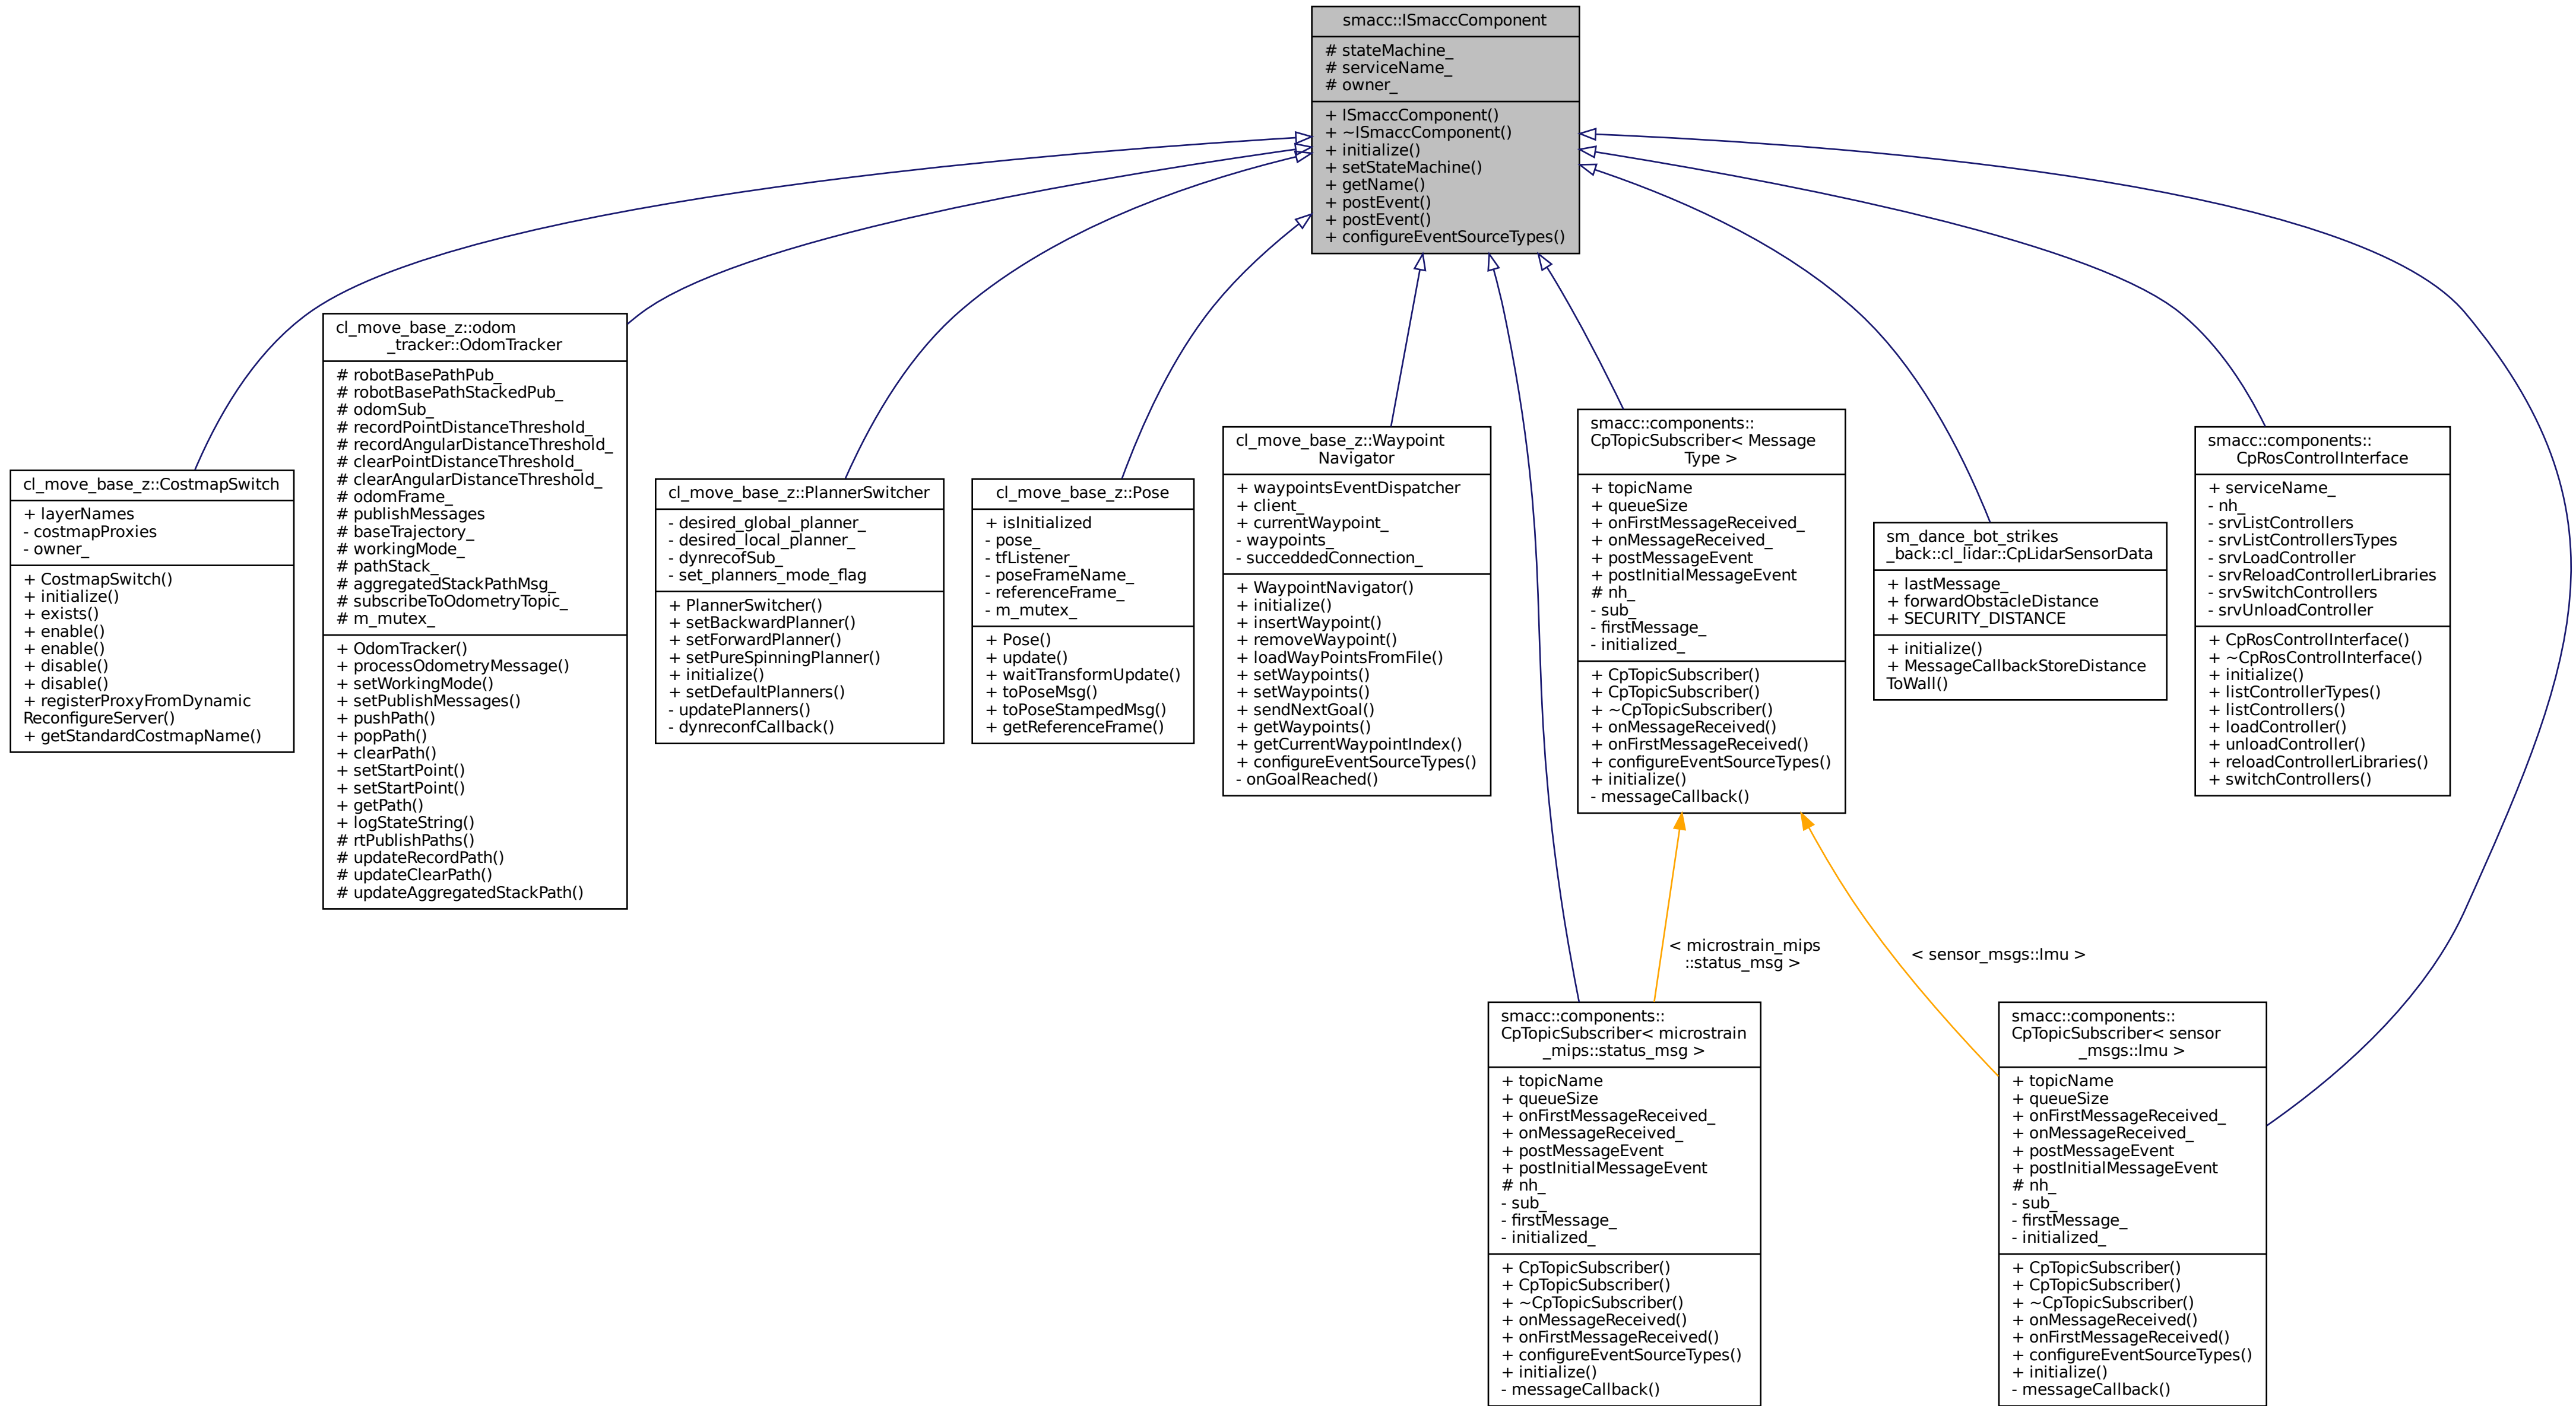 smacc::ISmaccComponent
# stateMachine_
# serviceName_
# owner_
+ ISmaccComponent()
+ ~ISmaccComponent()
+ initialize()
+ setStateMachine()
+ getName()
+ postEvent()
+ postEvent()
+ configureEventSourceTypes()
cl_move_base_z::CostmapSwitch
+ layerNames
- costmapProxies
- owner_
+ CostmapSwitch()
+ initialize()
+ exists()
+ enable()
+ enable()
+ disable()
+ disable()
+ registerProxyFromDynamic
ReconfigureServer()
+ getStandardCostmapName()
cl_move_base_z::odom
_tracker::OdomTracker
# robotBasePathPub_
# robotBasePathStackedPub_
# odomSub_
# recordPointDistanceThreshold_
# recordAngularDistanceThreshold_
# clearPointDistanceThreshold_
# clearAngularDistanceThreshold_
# odomFrame_
# publishMessages
# baseTrajectory_
# workingMode_
# pathStack_
# aggregatedStackPathMsg_
# subscribeToOdometryTopic_
# m_mutex_
+ OdomTracker()
+ processOdometryMessage()
+ setWorkingMode()
+ setPublishMessages()
+ pushPath()
+ popPath()
+ clearPath()
+ setStartPoint()
+ setStartPoint()
+ getPath()
+ logStateString()
# rtPublishPaths()
# updateRecordPath()
# updateClearPath()
# updateAggregatedStackPath()
cl_move_base_z::PlannerSwitcher
- desired_global_planner_
- desired_local_planner_
- dynrecofSub_
- set_planners_mode_flag
+ PlannerSwitcher()
+ setBackwardPlanner()
+ setForwardPlanner()
+ setPureSpinningPlanner()
+ initialize()
+ setDefaultPlanners()
- updatePlanners()
- dynreconfCallback()
cl_move_base_z::Pose
+ isInitialized
- pose_
- tfListener_
- poseFrameName_
- referenceFrame_
- m_mutex_
+ Pose()
+ update()
+ waitTransformUpdate()
+ toPoseMsg()
+ toPoseStampedMsg()
+ getReferenceFrame()
cl_move_base_z::Waypoint
Navigator
+ waypointsEventDispatcher
+ client_
+ currentWaypoint_
- waypoints_
- succeddedConnection_
+ WaypointNavigator()
+ initialize()
+ insertWaypoint()
+ removeWaypoint()
+ loadWayPointsFromFile()
+ setWaypoints()
+ setWaypoints()
+ sendNextGoal()
+ getWaypoints()
+ getCurrentWaypointIndex()
+ configureEventSourceTypes()
- onGoalReached()
smacc::components::
CpTopicSubscriber< Message
Type >
+ topicName
+ queueSize
+ onFirstMessageReceived_
+ onMessageReceived_
+ postMessageEvent
+ postInitialMessageEvent
# nh_
- sub_
- firstMessage_
- initialized_
+ CpTopicSubscriber()
+ CpTopicSubscriber()
+ ~CpTopicSubscriber()
+ onMessageReceived()
+ onFirstMessageReceived()
+ configureEventSourceTypes()
+ initialize()
- messageCallback()
sm_dance_bot_strikes
_back::cl_lidar::CpLidarSensorData
+ lastMessage_
+ forwardObstacleDistance
+ SECURITY_DISTANCE
+ initialize()
+ MessageCallbackStoreDistance
ToWall()
smacc::components::
CpRosControlInterface
+ serviceName_
- nh_
- srvListControllers
- srvListControllersTypes
- srvLoadController
- srvReloadControllerLibraries
- srvSwitchControllers
- srvUnloadController
+ CpRosControlInterface()
+ ~CpRosControlInterface()
+ initialize()
+ listControllerTypes()
+ listControllers()
+ loadController()
+ unloadController()
+ reloadControllerLibraries()
+ switchControllers()
< microstrain_mips
::status_msg >
< sensor_msgs::Imu >
smacc::components::
CpTopicSubscriber< microstrain
_mips::status_msg >
+ topicName
+ queueSize
+ onFirstMessageReceived_
+ onMessageReceived_
+ postMessageEvent
+ postInitialMessageEvent
# nh_
- sub_
- firstMessage_
- initialized_
+ CpTopicSubscriber()
+ CpTopicSubscriber()
+ ~CpTopicSubscriber()
+ onMessageReceived()
+ onFirstMessageReceived()
+ configureEventSourceTypes()
+ initialize()
- messageCallback()
smacc::components::
CpTopicSubscriber< sensor
_msgs::Imu >
+ topicName
+ queueSize
+ onFirstMessageReceived_
+ onMessageReceived_
+ postMessageEvent
+ postInitialMessageEvent
# nh_
- sub_
- firstMessage_
- initialized_
+ CpTopicSubscriber()
+ CpTopicSubscriber()
+ ~CpTopicSubscriber()
+ onMessageReceived()
+ onFirstMessageReceived()
+ configureEventSourceTypes()
+ initialize()
- messageCallback()